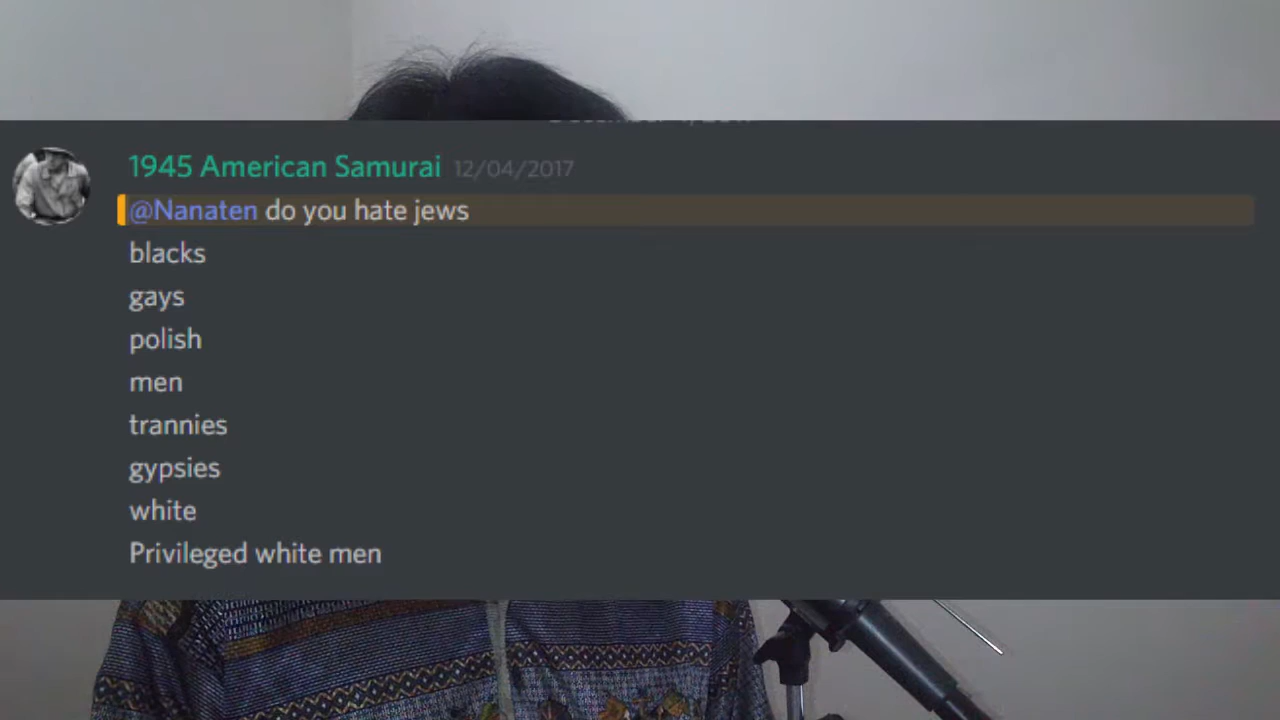 1945 American Samurai 12/04/2017
@Nanaten do you hate jews
blacks
gays
polish
men
trannies
gypsies
white
Privileged white men